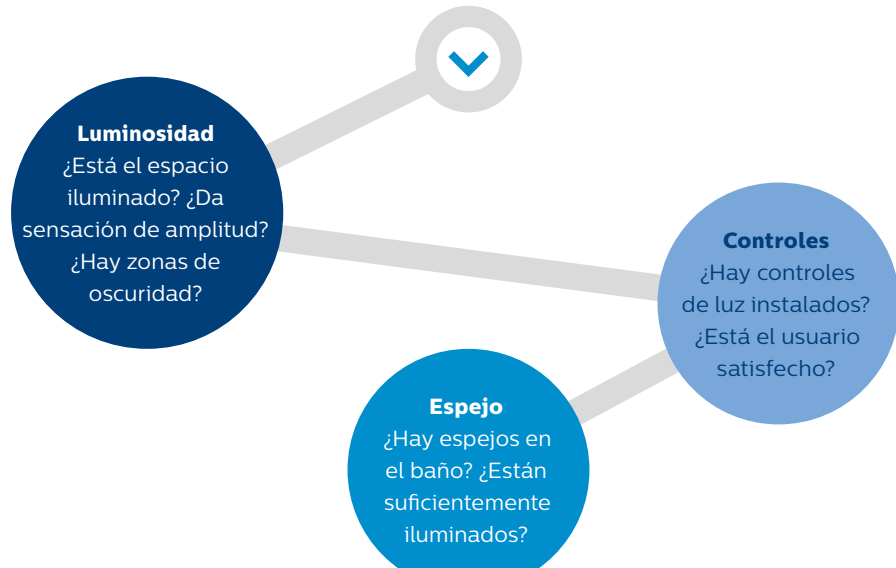 Luminosidad
¿Está el espacio
iluminado? ¿Da
sensación de amplitud?
¿Hay zonas de
oscuridad?
Controles
¿Hay controles
de luz instalados?
¿Está el usuario
satisfecho?
Espejo
¿Hay espejos en
el baño? ¿Están
suficientemente
iluminados?